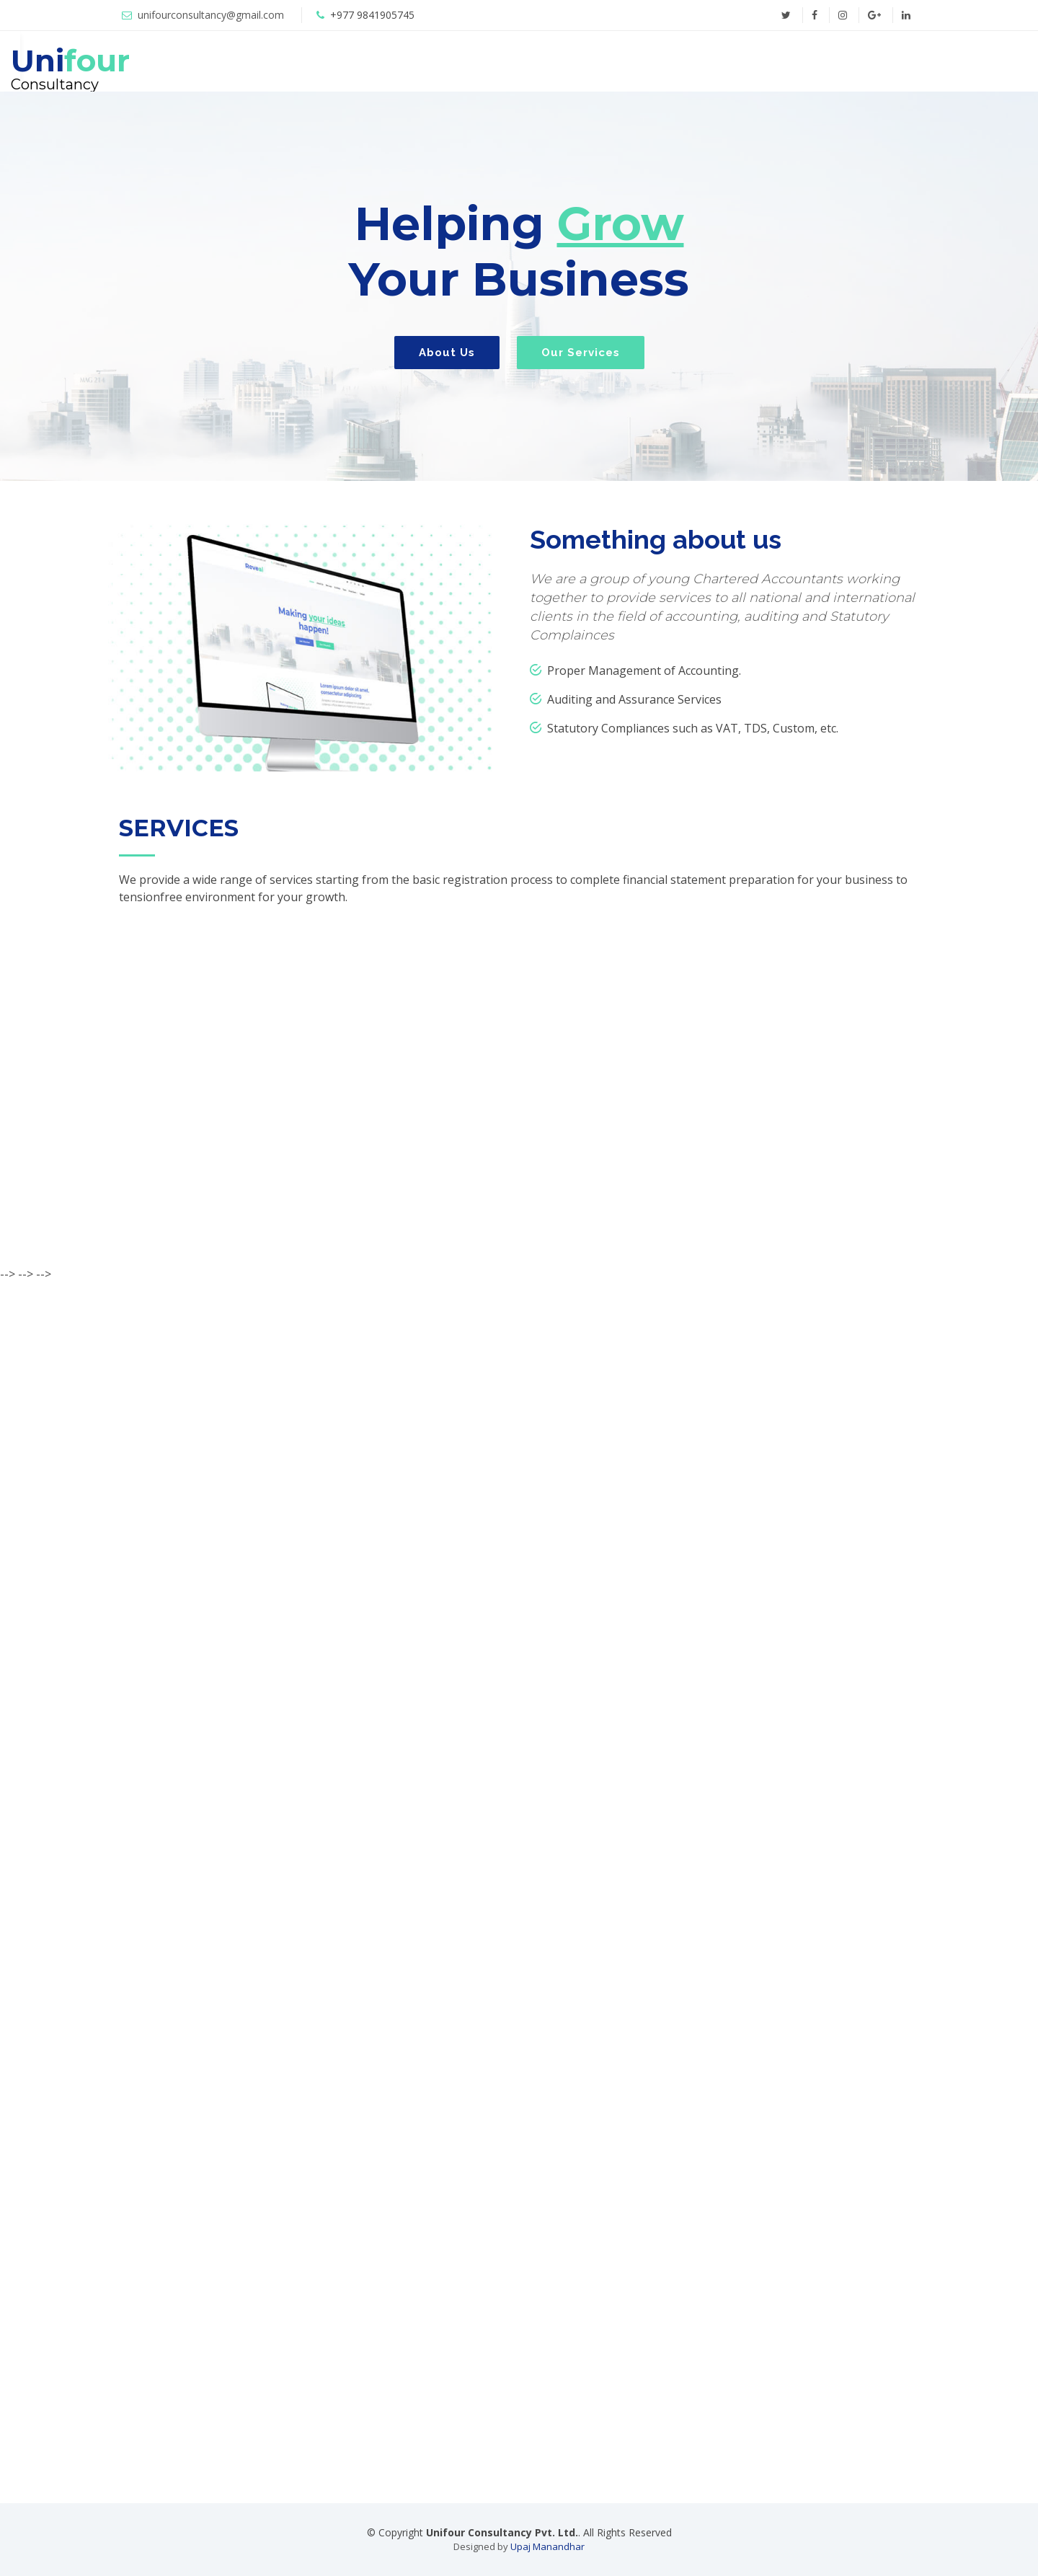 unifourconsultancy@gmail.com
+977 9841905745
Unifour
Consultancy
Helping Grow
Your Business
About Us
Our Services
Something about us
We are a group of young Chartered Accountants working
together to provide services to all national and international
clients in the field of accounting, auditing and Statutory
Complainces
Making your ideas
happen!
Lorem ipsum dolor sit amet,
consectetur adipiscing
Proper Management of Accounting.
Auditing and Assurance Services
Statutory Compliances such as VAT, TDS, Custom, etc.
SERVICES
We provide a wide range of services starting from the basic registration process to complete financial statement preparation for your business to
tensionfree environment for your growth.
--> --> -->
© Copyright Unifour Consultancy Pvt. Ltd.. All Rights Reserved
Designed by Upaj Manandhar